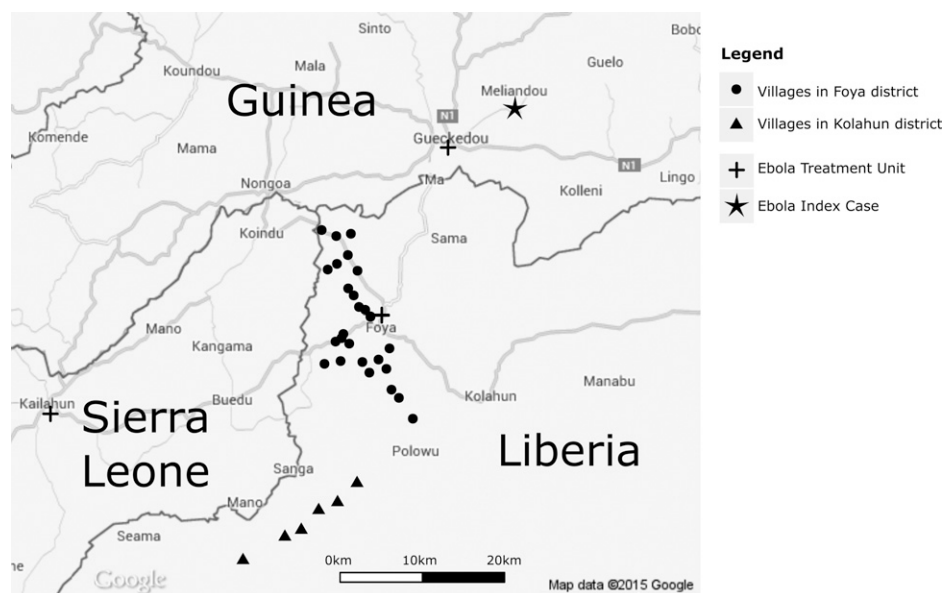 Sinto
Bobo
Mala
Guelo
Koundou
Meliandou
Guinea
N1
Gueckedou
Komende
Mama
N1
Lingo
Nongoa
Ma
Kolleni
Koindu
Sama
Mano
Foya
Kangama
Manabu
Kailahun
Buedu
Kolahun
Sierra
Leone
Liberia
Polowu
Sanga
Mano
Seama
ne
0km 10km 20km
Google
Map data ©2015 Google
Legend
Villages in Foya district
Villages in Kolahun district
Ebola Treatment Unit
Ebola Index Case